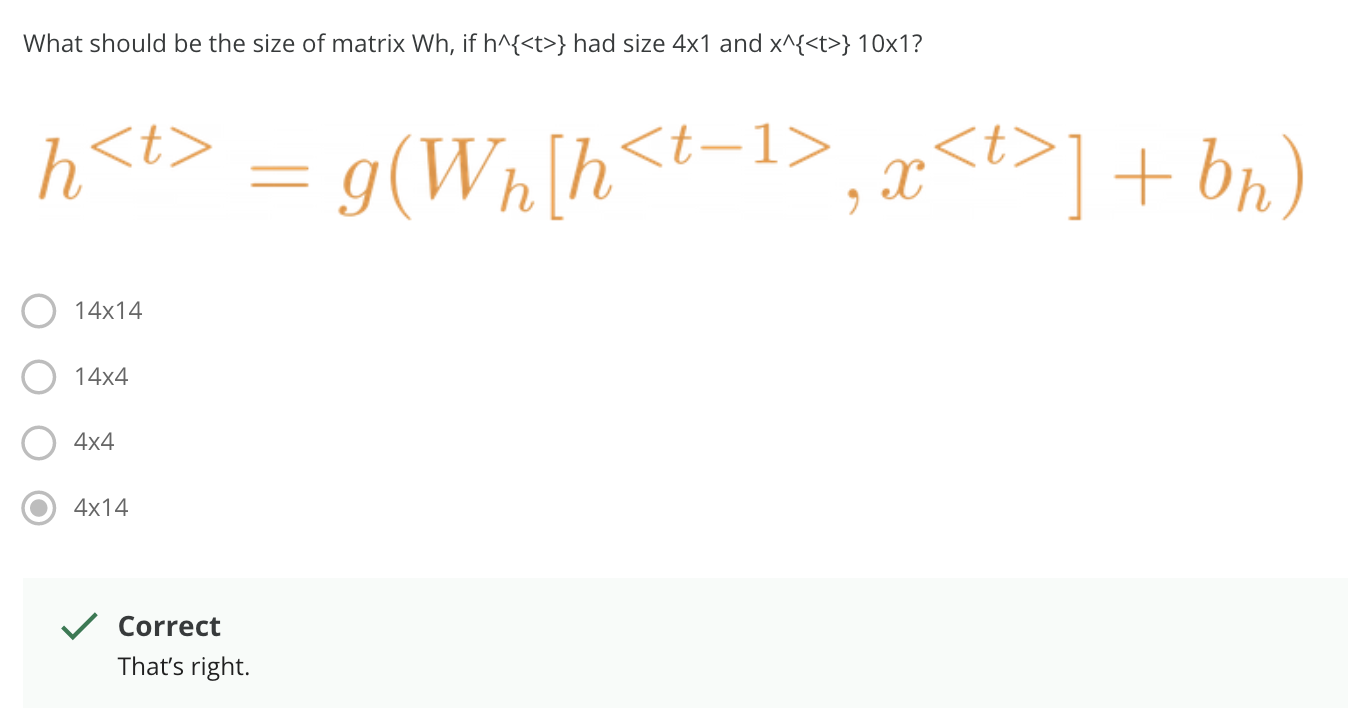 What should be the size of matrix Wh, if h^{<t>} had size 4x1 and x^{<t>} 10x1?
h^{<t>} = g(W_h[h^{<t-1>}, x^{<t>}] + b_h)
14x14
14x4
4x4
4x14
Correct
That’s right.